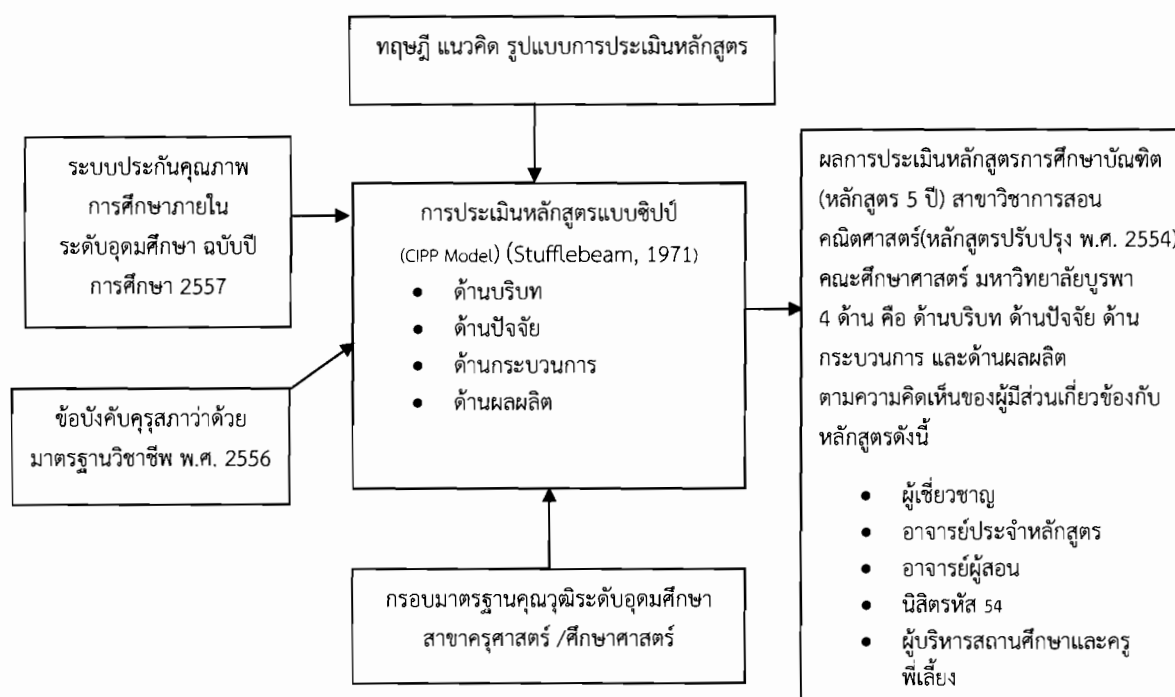 ทฤษฎี แนวคิด รูปแบบการประเมินหลักสูตร
ระบบประกันคุณภาพ
การศึกษาภายใน
ระดับอุดมศึกษา ฉบับปี
การศึกษา 2557
ข้อบังคับคุรุสภาว่าด้วย
มาตรฐานวิชาชีพ พ.ศ. 2556
การประเมินหลักสูตรแบบซิปป์
(CIPP Model) (Stufflebeam, 1971)
• ด้านบริบท
• ด้านปัจจัย
• ด้านกระบวนการ
• ด้านผลผลิต
กรอบมาตรฐานคุณวุฒิระดับอุดมศึกษา
สาขาครุศาสตร์ /ศึกษาศาสตร์
ผลการประเมินหลักสูตรการศึกษาบัณฑิต
(หลักสูตร 5 ปี) สาขาวิชาการสอน
คณิตศาสตร์(หลักสูตรปรับปรุง พ.ศ. 2554)
คณะศึกษาศาสตร์ มหาวิทยาลัยบูรพา
4 ด้าน คือ ด้านบริบท ด้านปัจจัย ด้าน
กระบวนการ และด้านผลผลิต
ตามความคิดเห็นของผู้มีส่วนเกี่ยวข้องกับ
หลักสูตรดังนี้
• ผู้เชี่ยวชาญ
• อาจารย์ประจำหลักสูตร
• อาจารย์ผู้สอน
• นิสิตรหัส 54
• ผู้บริหารสถานศึกษาและครู
พี่เลี้ยง